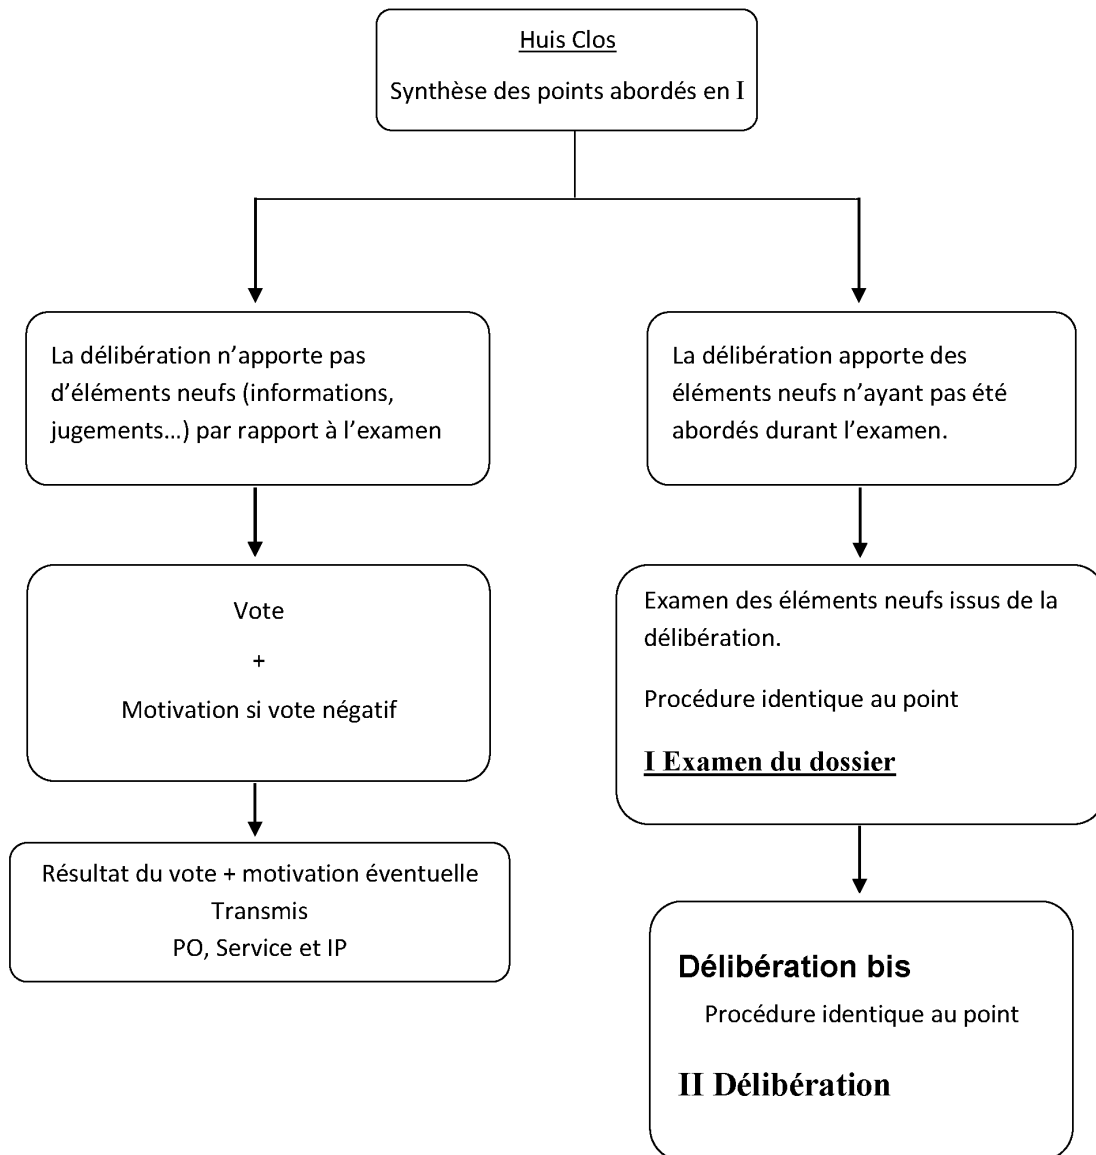 Huis Clos
Synthèse des points abordés en I
La délibération n’apporte pas
d’éléments neufs (informations,
jugements…) par rapport à l’examen
La délibération apporte des
éléments neufs n’ayant pas été
abordés durant l’examen.
Vote
+
Motivation si vote négatif
Examen des éléments neufs issus de la
délibération.
Procédure identique au point
I Examen du dossier
Résultat du vote + motivation éventuelle
Transmis
PO, Service et IP
Délibération bis
Procédure identique au point
II Délibération